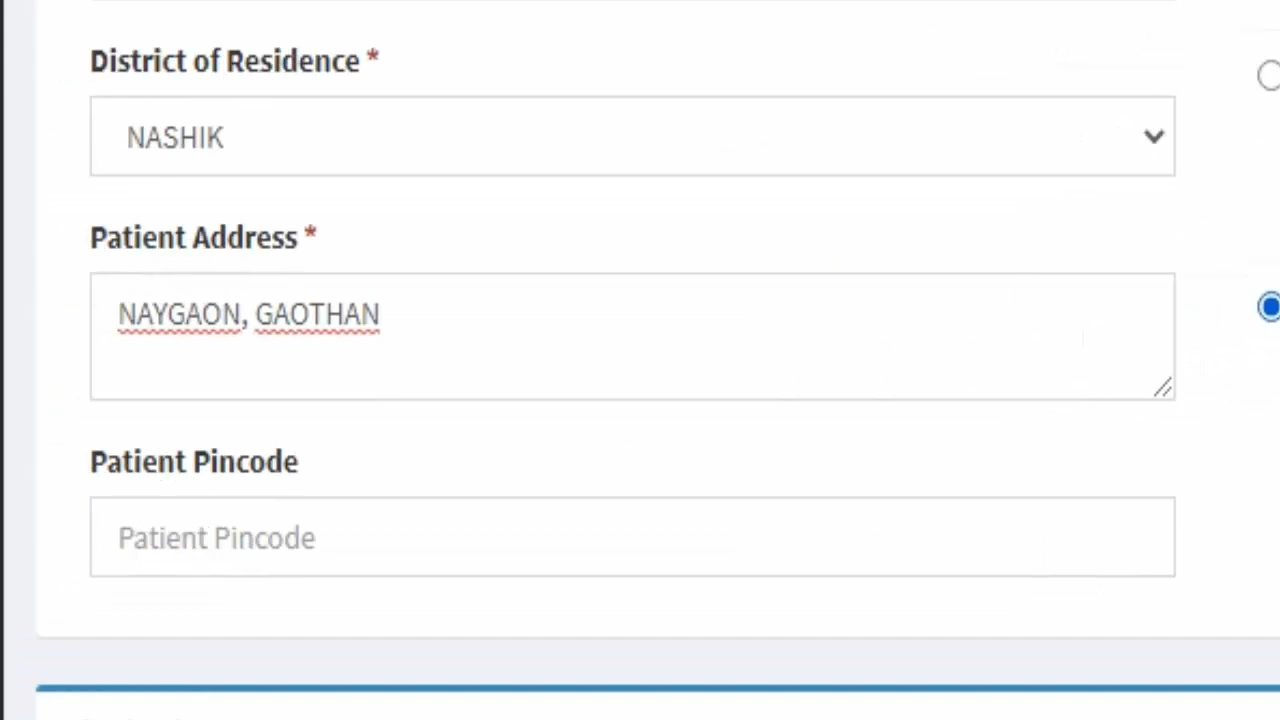 District of Residence *
NASHIK
Patient Address *
NAYGAON, GAOTHAN
Patient Pincode
Patient Pincode